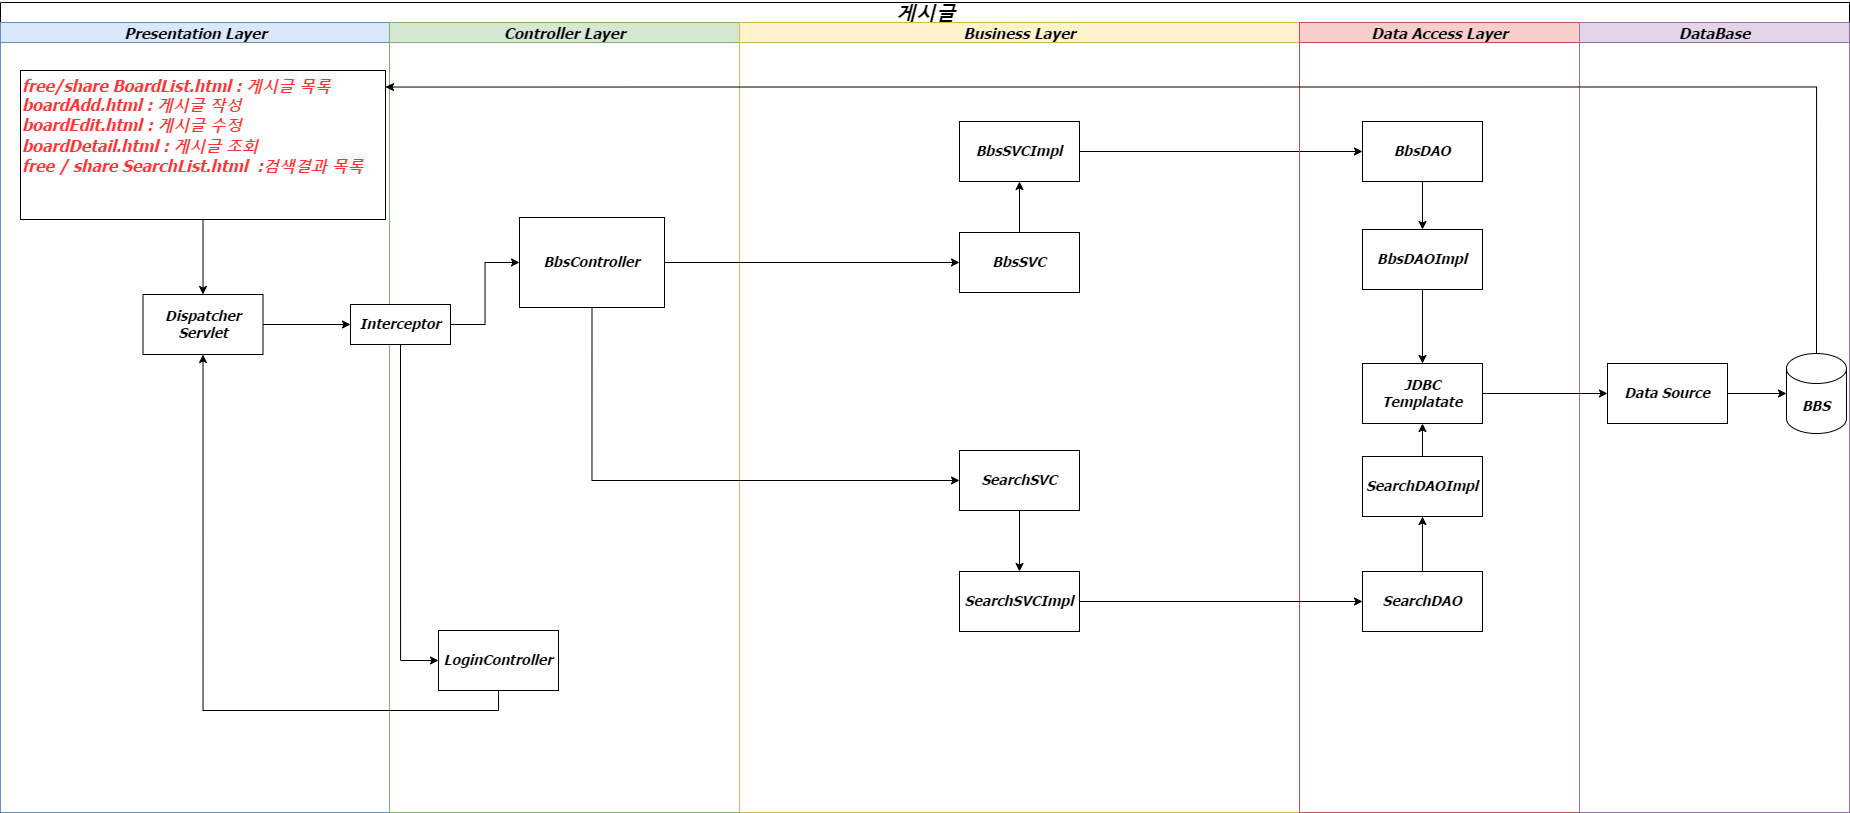 게시글
Presentation Layer
Controller Layer
Business Layer
Data Access Layer
DataBase
free/share BoardList.html : 게시글 목록
boardAdd.html : 게시글 작성
boardEdit.html : 게시글 수정
boardDetail.html : 게시글 조회
free / share SearchList.html :검색결과 목록
Dispatcher
Servlet
Interceptor
BbsController
LoginController
BbsSVCImpl
BbsSVC
SearchSVC
SearchSVCImpl
BbsDAO
BbsDAOImpl
JDBC
Templatate
SearchDAOImpl
SearchDAO
Data Source
BBS